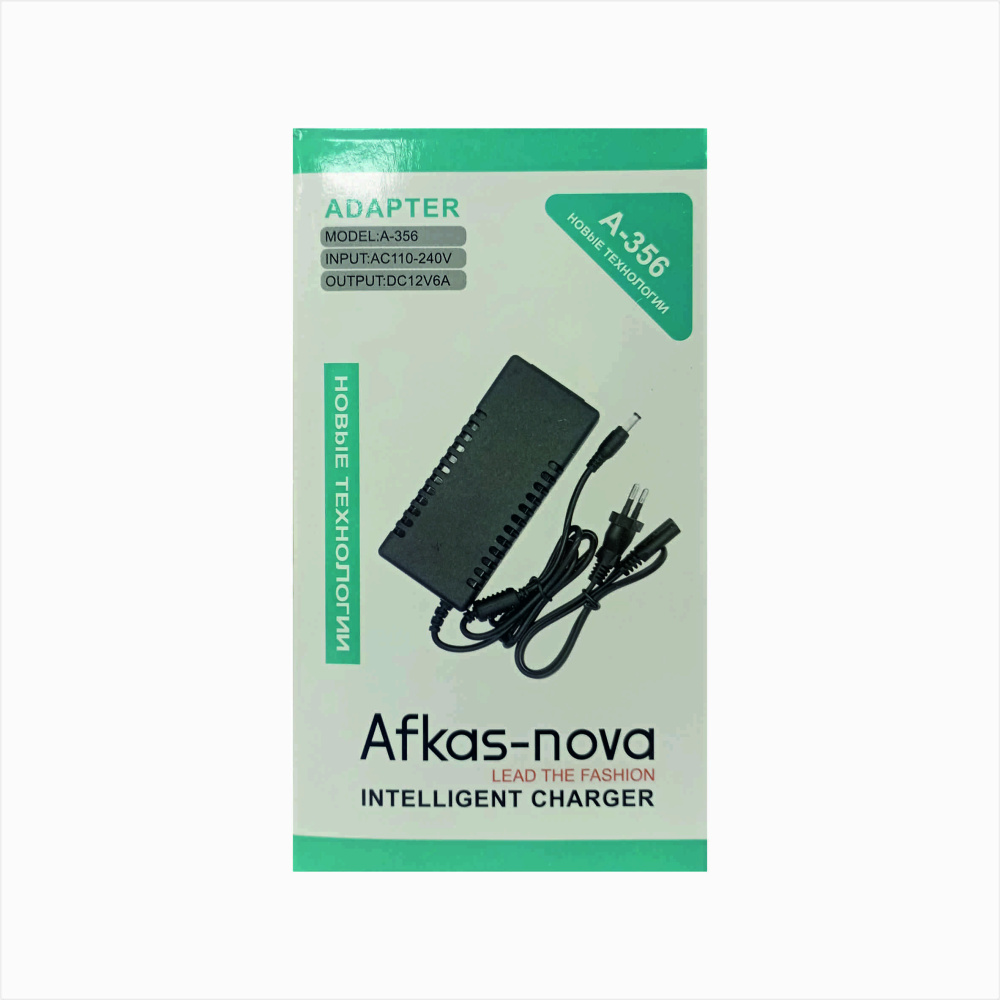 ADAPTER
MODEL:A-356
INPUT:AC110-240V
OUTPUT:DC12V6A
A-356
НОВЫЕ ТЕХНОЛОГИИ
НОВЫЕ ТЕХНОЛОГИИ
Afkas-nova
LEAD THE FASHION
INTELLIGENT CHARGER